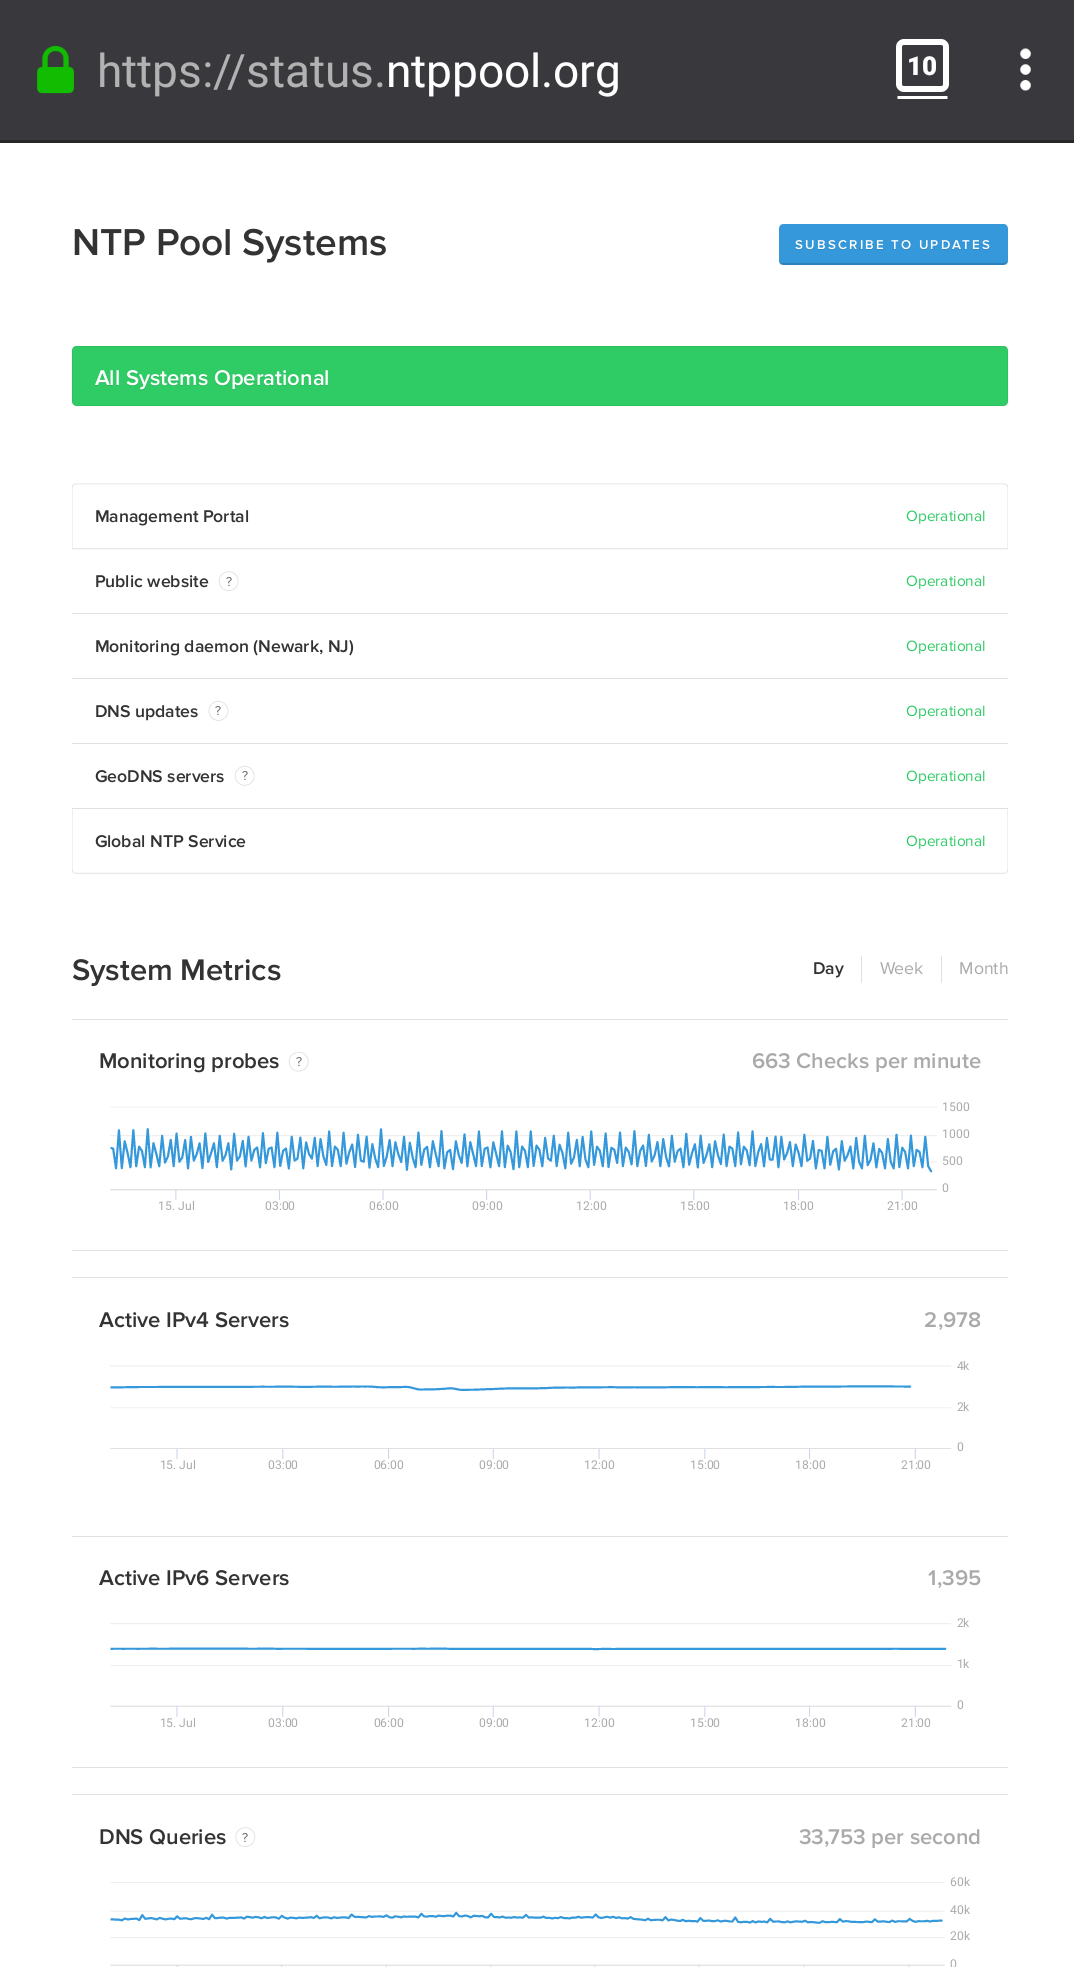 https://status.ntppool.org
10
NTP Pool Systems
SUBSCRIBE TO UPDATES
All Systems Operational
Management Portal Operational
Public website ? Operational
Monitoring daemon (Newark, NJ) Operational
DNS updates ? Operational
GeoDNS servers ? Operational
Global NTP Service Operational
System Metrics
Day Week Month
Monitoring probes ? 663 Checks per minute
1500
1000
500
0
15. Jul 03:00 06:00 09:00 12:00 15:00 18:00 21:00
Active IPv4 Servers 2,978
4k
2k
0
15. Jul 03:00 06:00 09:00 12:00 15:00 18:00 21:00
Active IPv6 Servers 1,395
2k
1k
0
15. Jul 03:00 06:00 09:00 12:00 15:00 18:00 21:00
DNS Queries ? 33,753 per second
60k
40k
20k
0